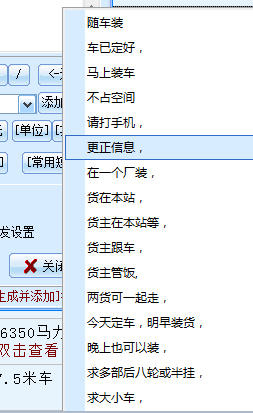 随车装
车已定好，
/
<-
马上装车
不占空间
添加
请打手机，
[单位]
更正信息，
[常用短
在一个厂装，
货在本站，
货主在本站等，
发设置
货主跟车，
关闭
货主管饭,
生成并添加
两货可一起走，
今天定车，明早装货，
6350马力
双击查看
晚上也可以装，
7.5米车
求多部后八轮或半挂，
求大小车，